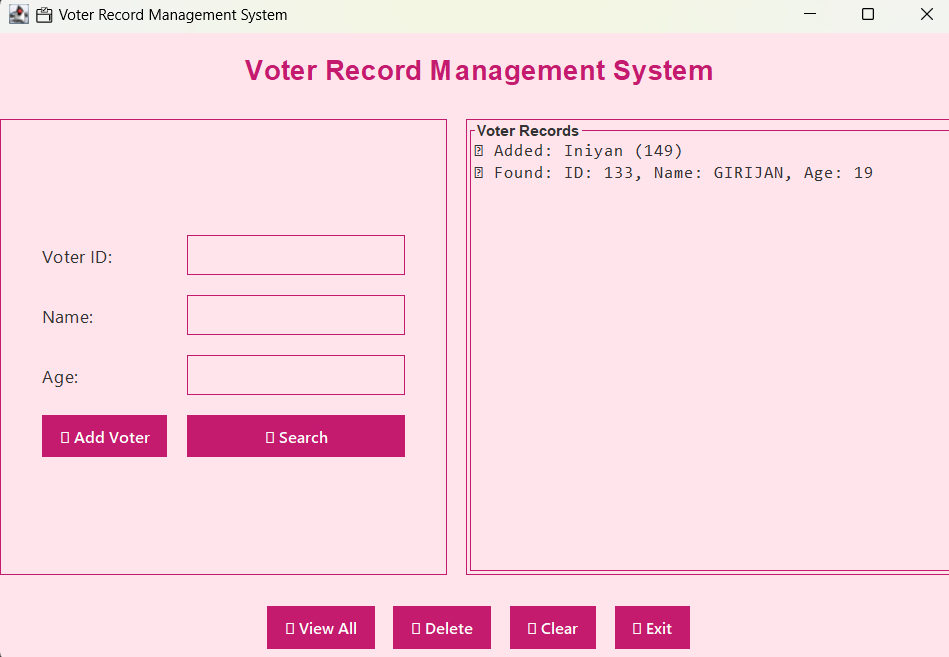 Voter Record Management System
Voter Record Management System
Voter Records
Added: Iniyan (149)
Found: ID: 133, Name: GIRIJAN, Age: 19
Voter ID:
Name:
Age:
Add Voter
Search
View All
Delete
Clear
Exit